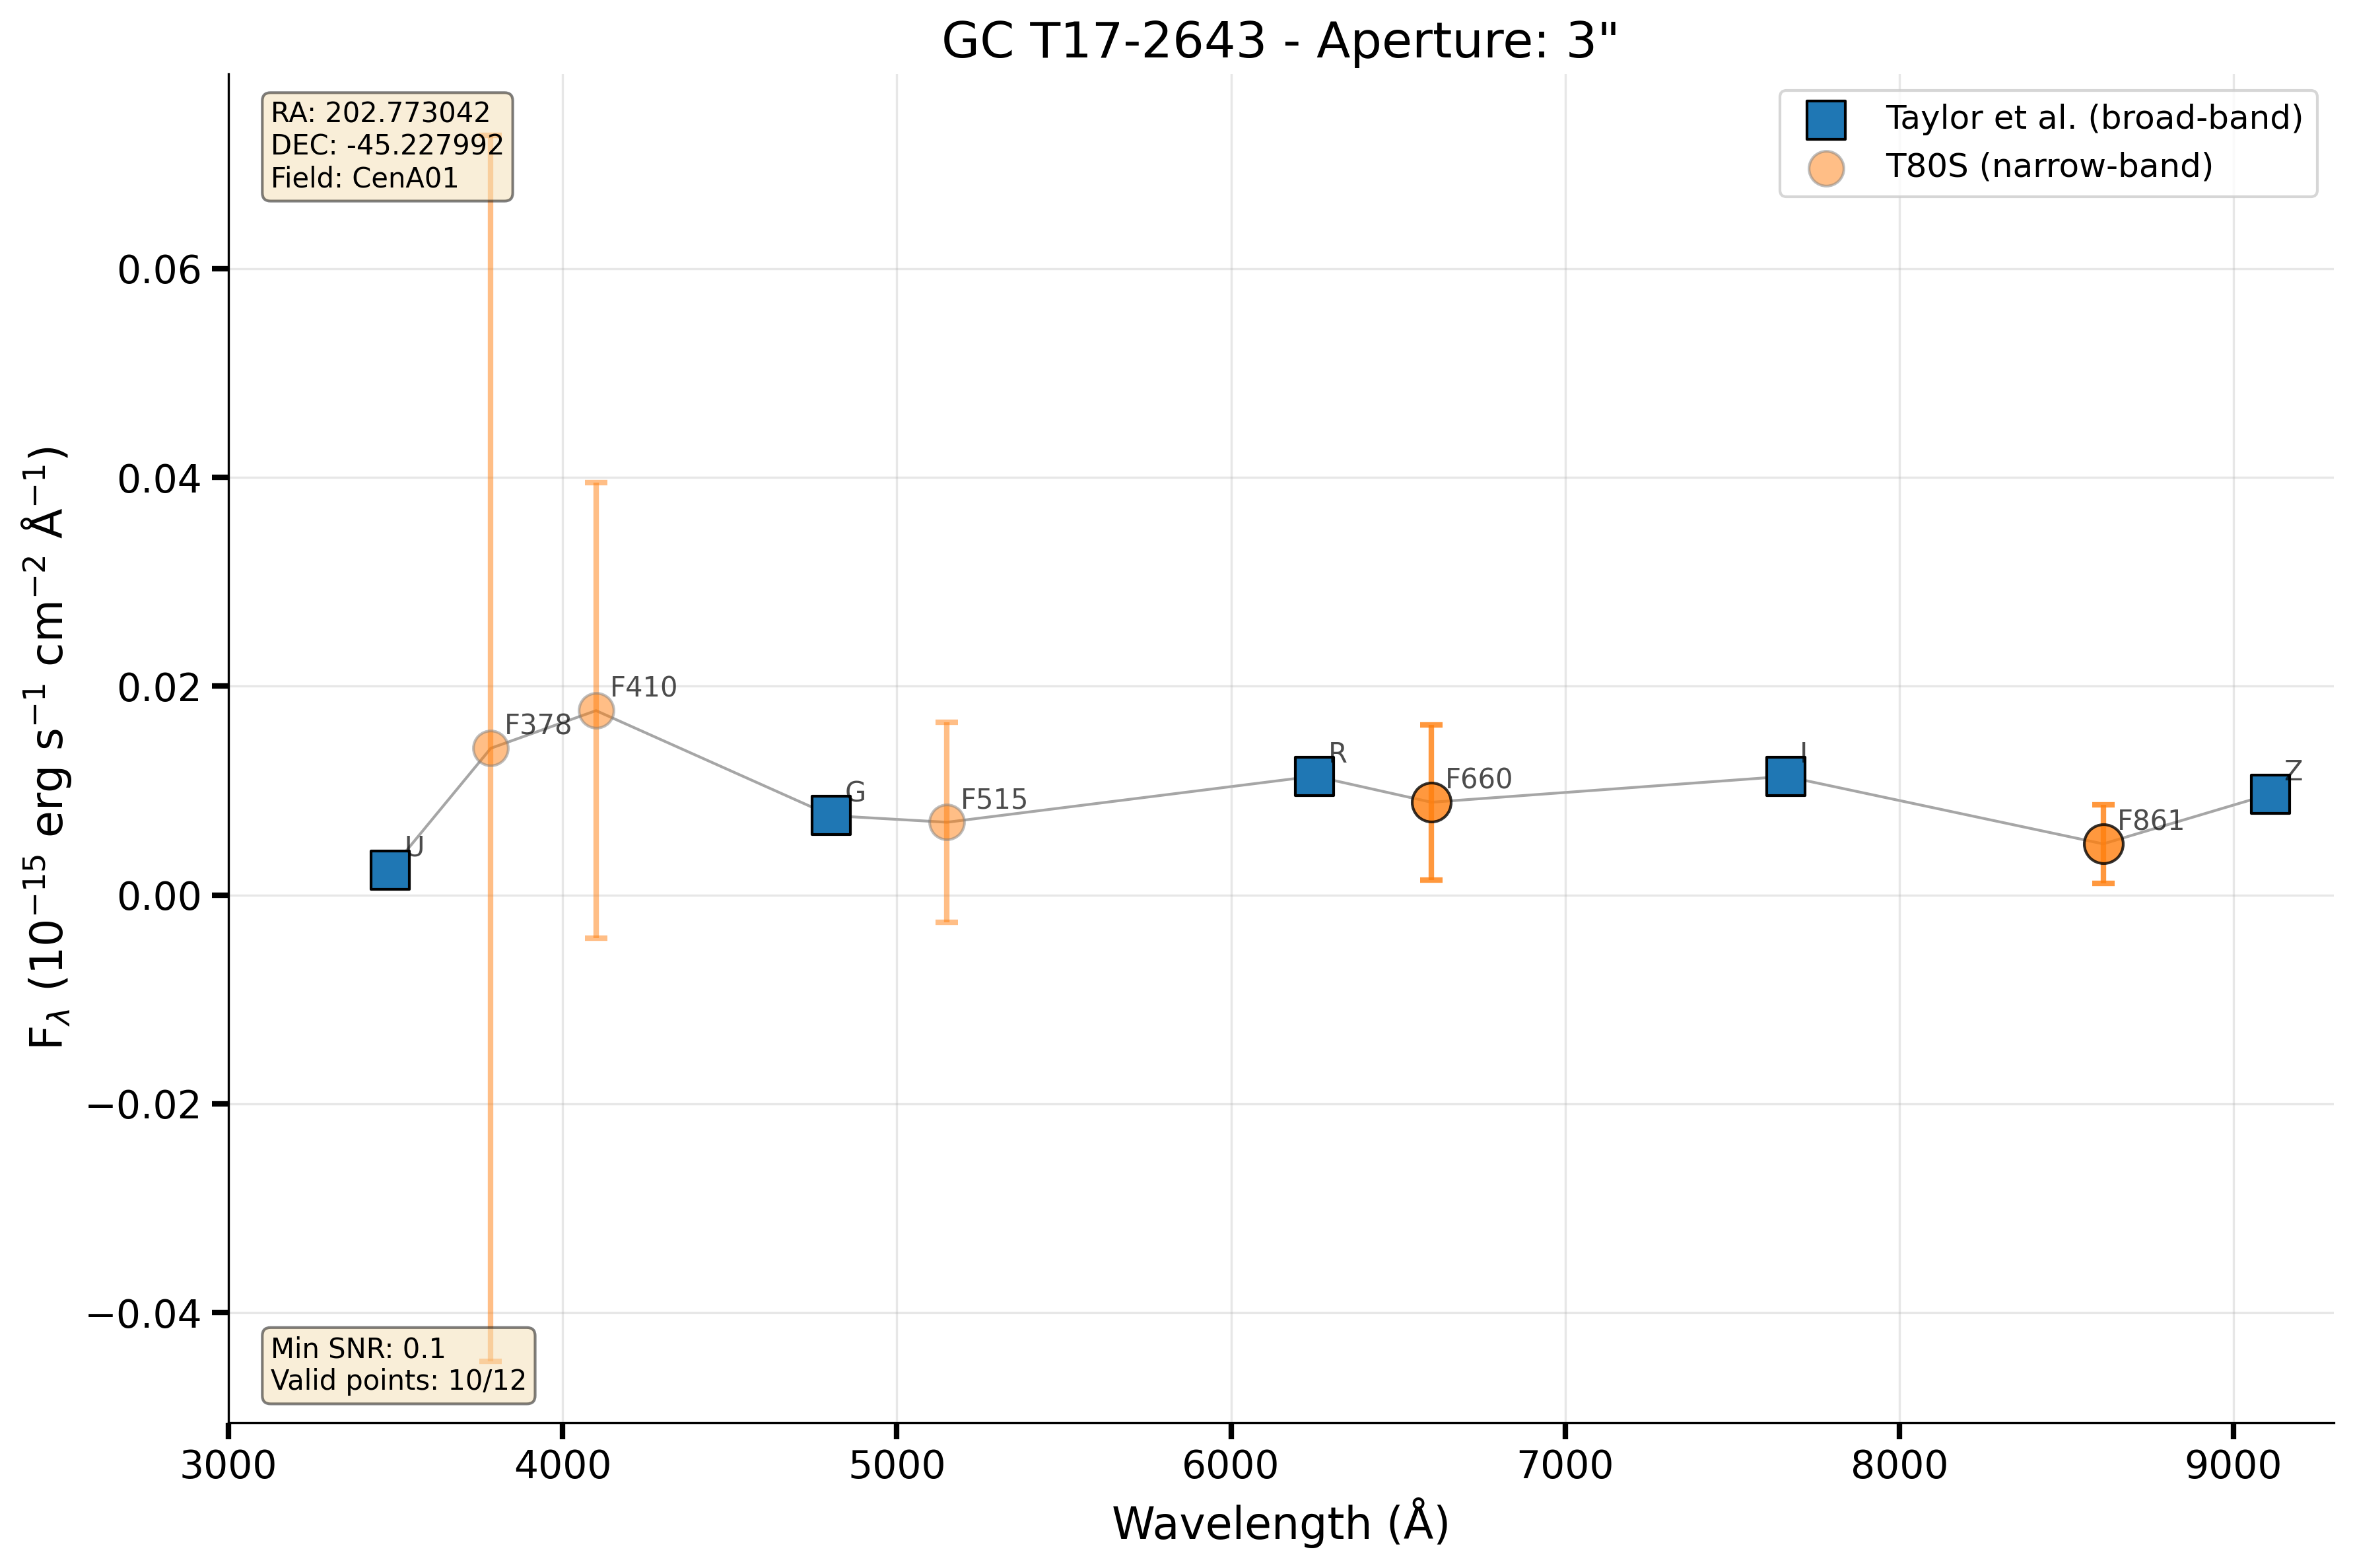 GC T17-2643 - Aperture: 3"
RA: 202.773042
DEC: -45.227992
Field: CenA01
Taylor et al. (broad-band)
T80S (narrow-band)
F_λ (10⁻¹⁵ erg s⁻¹ cm⁻² Å⁻¹)
0.06
0.04
0.02
0.00
−0.02
−0.04
U
F378
F410
G
F515
R
F660
I
F861
Z
Min SNR: 0.1
Valid points: 10/12
3000
4000
5000
6000
7000
8000
9000
Wavelength (Å)